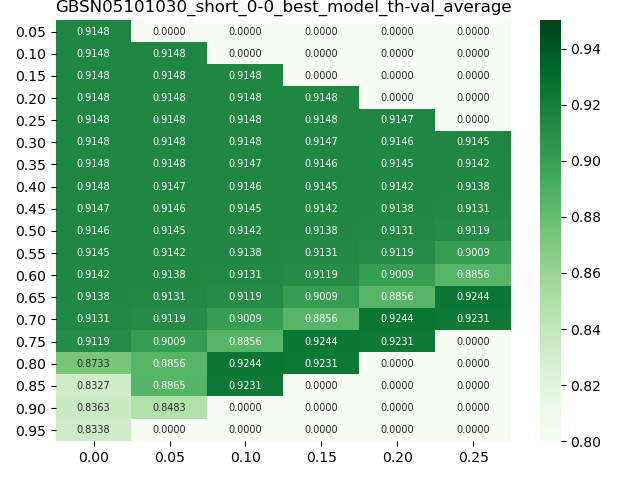 GBSN05101030_short_0-0_best_model_th-val_average
0.05 0.9148 0.0000 0.0000 0.0000 0.0000 0.0000
0.10 0.9148 0.9148 0.0000 0.0000 0.0000 0.0000
0.15 0.9148 0.9148 0.9148 0.0000 0.0000 0.0000
0.20 0.9148 0.9148 0.9148 0.9148 0.0000 0.0000
0.25 0.9148 0.9148 0.9148 0.9148 0.9147 0.0000
0.30 0.9148 0.9148 0.9148 0.9147 0.9146 0.9145
0.35 0.9148 0.9148 0.9147 0.9146 0.9145 0.9142
0.40 0.9148 0.9147 0.9146 0.9145 0.9142 0.9138
0.45 0.9147 0.9146 0.9145 0.9142 0.9138 0.9131
0.50 0.9146 0.9145 0.9142 0.9138 0.9131 0.9119
0.55 0.9145 0.9142 0.9138 0.9131 0.9119 0.9009
0.60 0.9142 0.9138 0.9131 0.9119 0.9009 0.8856
0.65 0.9138 0.9131 0.9119 0.9009 0.8856 0.9244
0.70 0.9131 0.9119 0.9009 0.8856 0.9244 0.9231
0.75 0.9119 0.9009 0.8856 0.9244 0.9231 0.0000
0.80 0.8733 0.8856 0.9244 0.9231 0.0000 0.0000
0.85 0.8327 0.8865 0.9231 0.0000 0.0000 0.0000
0.90 0.8363 0.8483 0.0000 0.0000 0.0000 0.0000
0.95 0.8338 0.0000 0.0000 0.0000 0.0000 0.0000
0.00 0.05 0.10 0.15 0.20 0.25
0.94
0.92
0.90
0.88
0.86
0.84
0.82
0.80